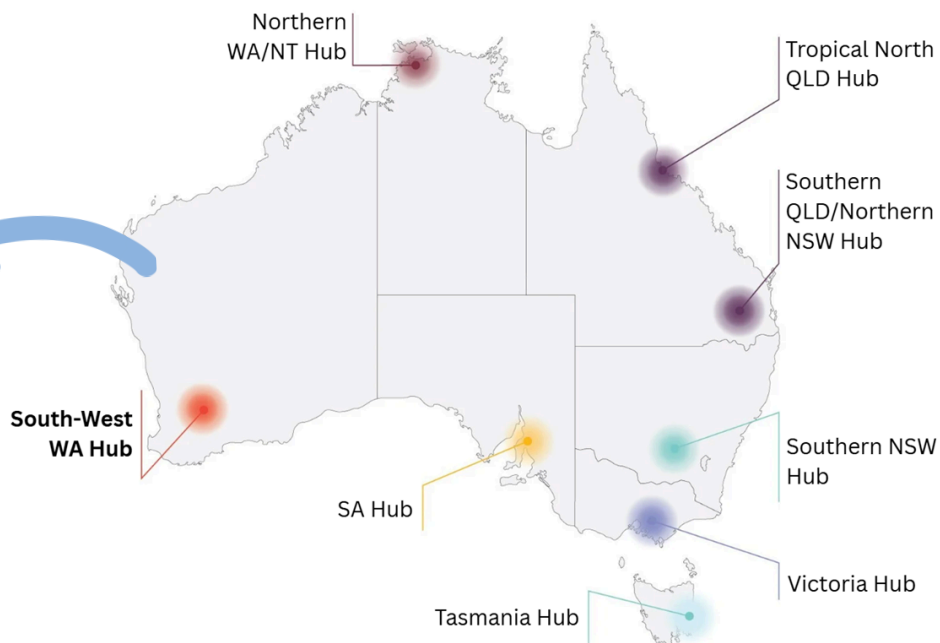 Northern
WA/NT Hub
Tropical North
QLD Hub
Southern
QLD/Northern
NSW Hub
South-West
WA Hub
SA Hub
Southern NSW
Hub
Victoria Hub
Tasmania Hub